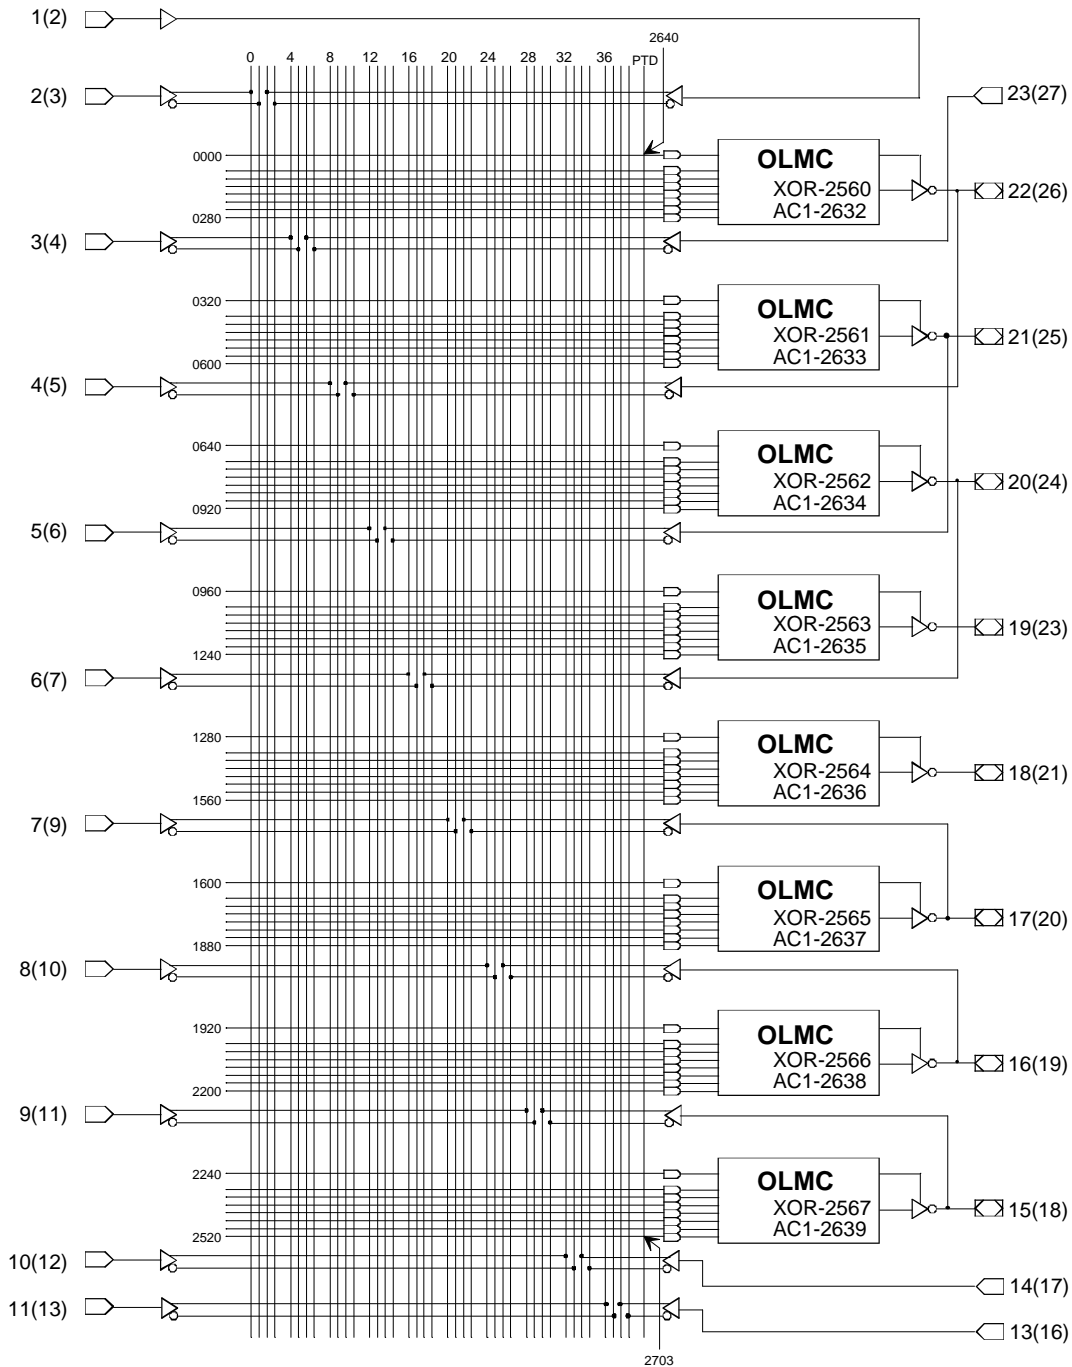 1(2)
2640
0 4 8 12 16 20 24 28 32 36 PTD
2(3)
23(27)
0000
OLMC
XOR-2560
AC1-2632
22(26)
0280
3(4)
0320
OLMC
XOR-2561
AC1-2633
21(25)
0600
4(5)
0640
OLMC
XOR-2562
AC1-2634
20(24)
0920
5(6)
0960
OLMC
XOR-2563
AC1-2635
19(23)
1240
6(7)
1280
OLMC
XOR-2564
AC1-2636
18(21)
1560
7(9)
1600
OLMC
XOR-2565
AC1-2637
17(20)
1880
8(10)
1920
OLMC
XOR-2566
AC1-2638
16(19)
2200
9(11)
2240
OLMC
XOR-2567
AC1-2639
15(18)
2520
10(12)
14(17)
11(13)
13(16)
2703